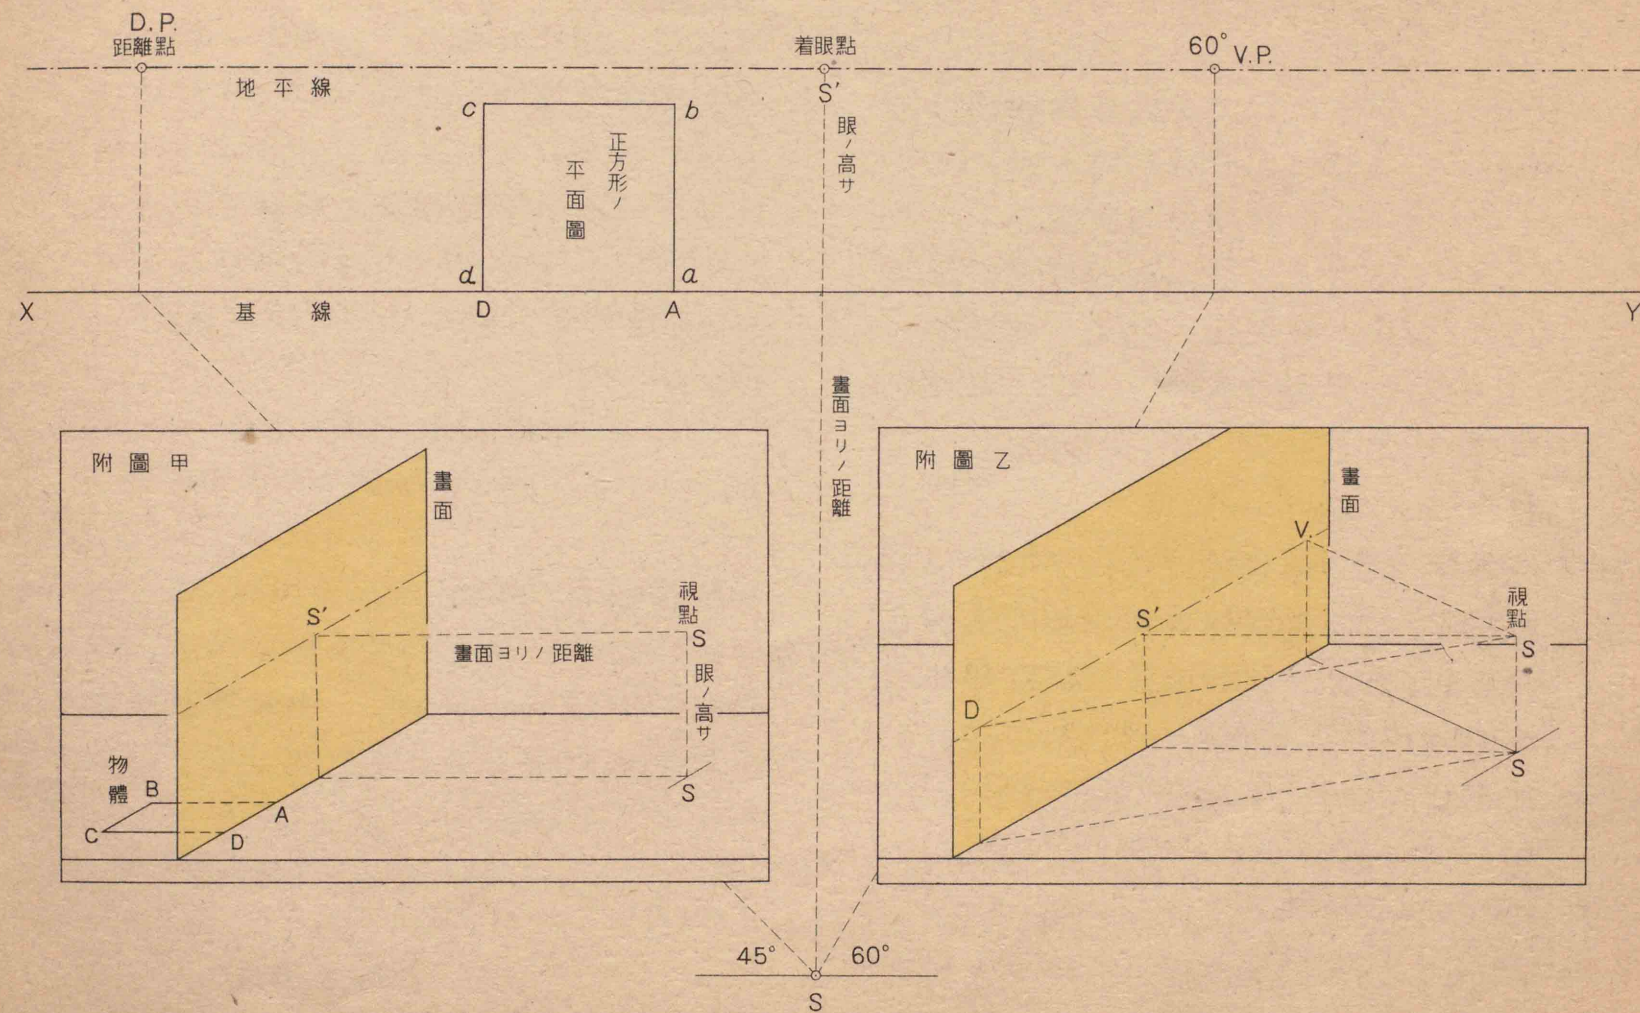 D.P.
距離點
着眼點
60° V.P.
地平線
S'
c
b
正方形ノ
平面圖
眼ノ高サ
d
a
X
基線
D
A
Y
畫面ヨリノ距離
附圖甲
畫面
S'
視點
S
畫面ヨリノ距離
眼ノ高サ
物體
B
A
C
D
S
附圖乙
畫面
V
S'
視點
S
D
S
45°
60°
S